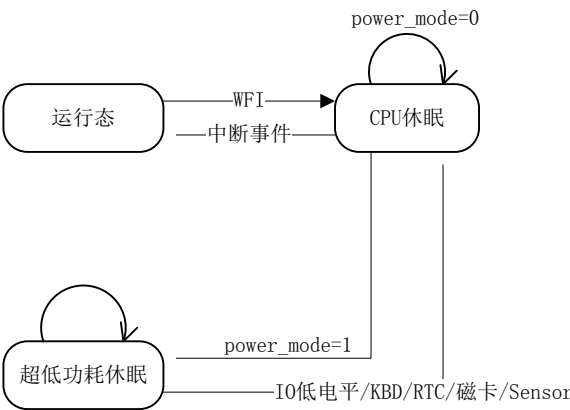 power_mode=0
运行态
WFI
CPU休眠
中断事件
power_mode=1
超低功耗休眠
IO低电平/KBD/RTC/磁卡/Sensor